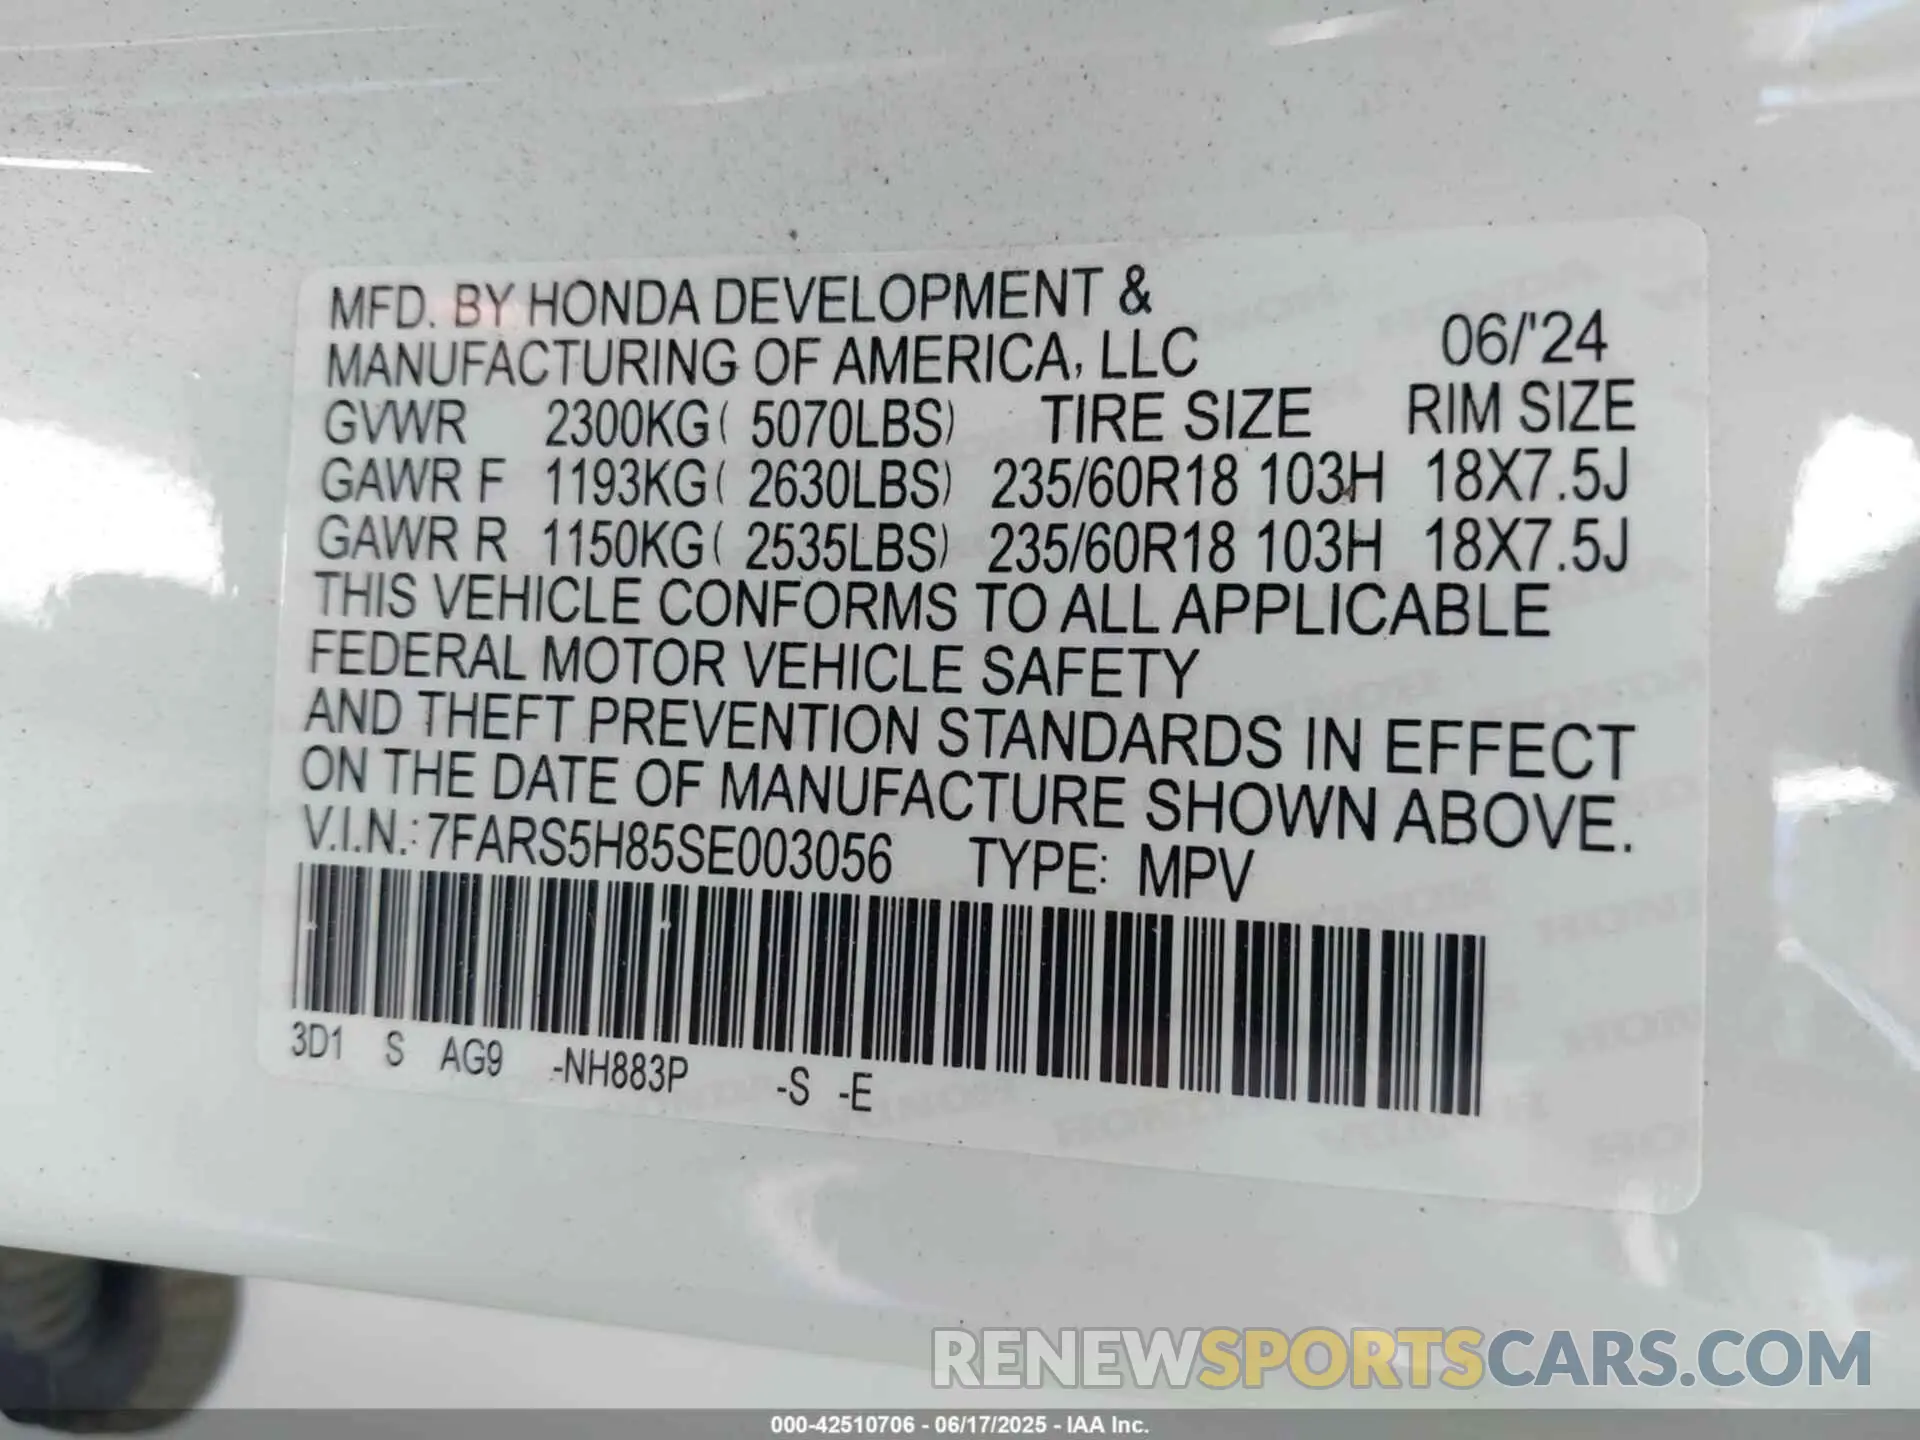 MFD. BY HONDA DEVELOPMENT &
MANUFACTURING OF AMERICA, LLC 06/'24
GVWR 2300KG( 5070LBS) TIRE SIZE RIM SIZE
GAWR F 1193KG( 2630LBS) 235/60R18 103H 18X7.5J
GAWR R 1150KG( 2535LBS) 235/60R18 103H 18X7.5J
THIS VEHICLE CONFORMS TO ALL APPLICABLE
FEDERAL MOTOR VEHICLE SAFETY
AND THEFT PREVENTION STANDARDS IN EFFECT
ON THE DATE OF MANUFACTURE SHOWN ABOVE.
V.I.N.: 7FARS5H85SE003056 TYPE: MPV
3D1 S AG9 -NH883P -S -E
RENEWSPORTSCARS.COM
000-42510706 - 06/17/2025 - IAA Inc.